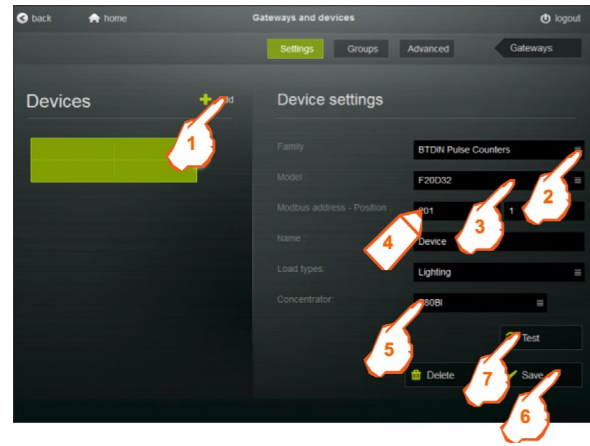 back home Gateways and devices logout
Settings Groups Advanced Gateways
Devices
Device settings
1
Family
BTDIN Pulse Counters
2
Model
F20D32
3
Modbus address - Position :
1
4
Name
Device
Load types:
Lighting
Concentrator:
5
Test
7
Delete
Save
6